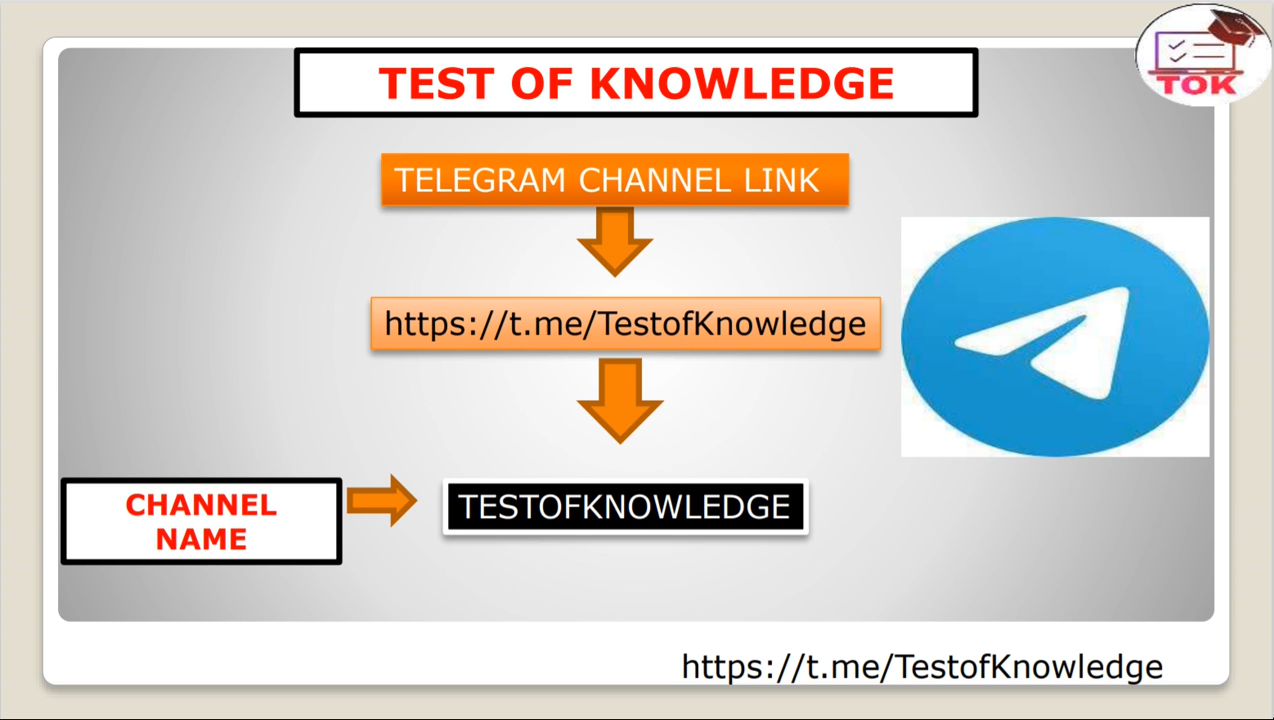 TEST OF KNOWLEDGE
TOK
TELEGRAM CHANNEL LINK
https://t.me/TestofKnowledge
CHANNEL
NAME
TESTOFKNOWLEDGE
https://t.me/TestofKnowledge